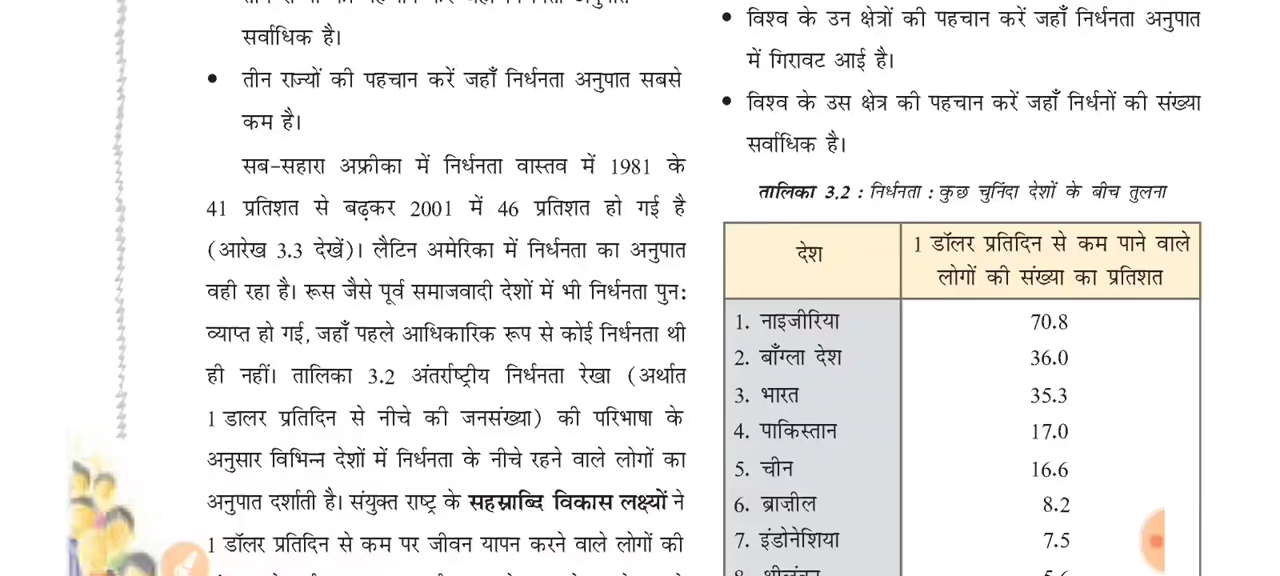 सर्वाधिक है।
• तीन राज्यों की पहचान करें जहाँ निर्धनता अनुपात सबसे
कम है।
सब-सहारा अफ्रीका में निर्धनता वास्तव में 1981 के
41 प्रतिशत से बढ़कर 2001 में 46 प्रतिशत हो गई है
(आरेख 3.3 देखें)। लैटिन अमेरिका में निर्धनता का अनुपात
वही रहा है। रूस जैसे पूर्व समाजवादी देशों में भी निर्धनता पुन:
व्याप्त हो गई, जहाँ पहले आधिकारिक रूप से कोई निर्धनता थी
ही नहीं। तालिका 3.2 अंतर्राष्ट्रीय निर्धनता रेखा (अर्थात
1 डालर प्रतिदिन से नीचे की जनसंख्या) की परिभाषा के
अनुसार विभिन्न देशों में निर्धनता के नीचे रहने वाले लोगों का
अनुपात दर्शाती है। संयुक्त राष्ट्र के सहस्राब्दि विकास लक्ष्यों ने
1 डॉलर प्रतिदिन से कम पर जीवन यापन करने वाले लोगों की
• विश्व के उन क्षेत्रों की पहचान करें जहाँ निर्धनता अनुपात
में गिरावट आई है।
• विश्व के उस क्षेत्र की पहचान करें जहाँ निर्धनों की संख्या
सर्वाधिक है।
तालिका 3.2 : निर्धनता : कुछ चुनिंदा देशों के बीच तुलना
देश 1 डॉलर प्रतिदिन से कम पाने वाले
लोगों की संख्या का प्रतिशत
1. नाइजीरिया 70.8
2. बाँग्ला देश 36.0
3. भारत 35.3
4. पाकिस्तान 17.0
5. चीन 16.6
6. ब्राज़ील 8.2
7. इंडोनेशिया 7.5